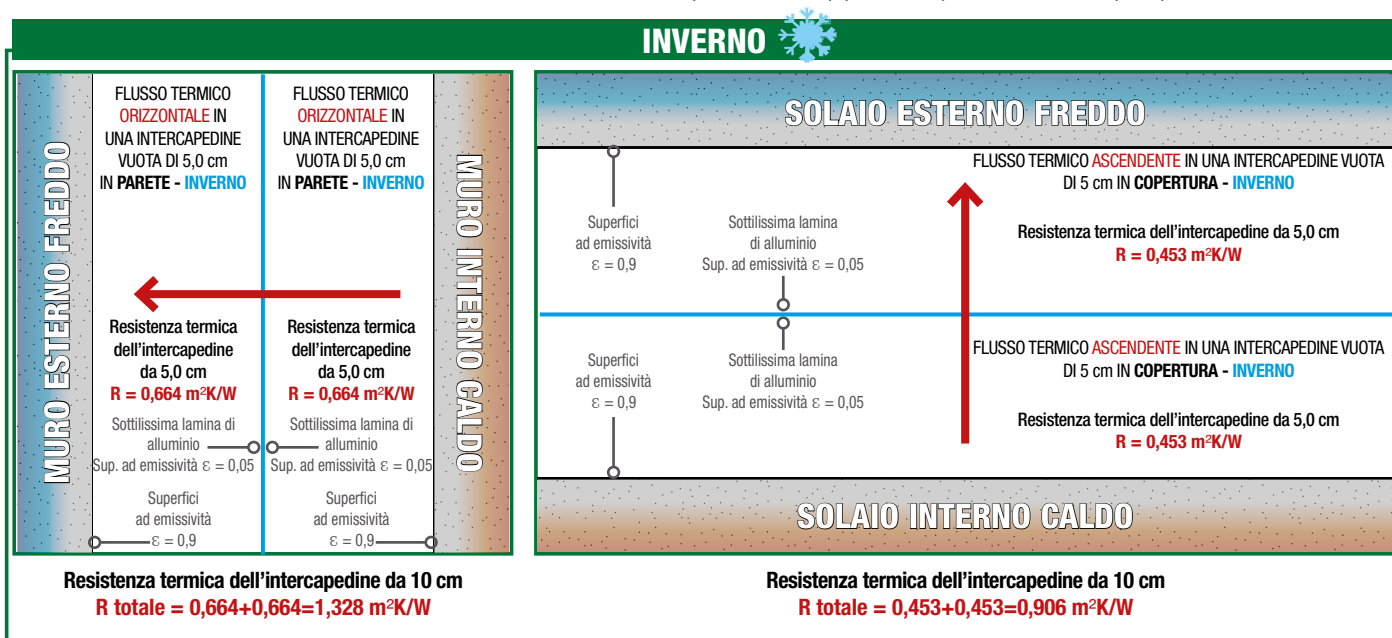 INVERNO
MURO ESTERNO FREDDO
FLUSSO TERMICO
ORIZZONTALE IN
UNA INTERCAPEDINE
VUOTA DI 5,0 cm
IN PARETE - INVERNO
Resistenza termica
dell'intercapedine
da 5,0 cm
R = 0,664 m²K/W
Sottilissima lamina di
alluminio
Sup. ad emissività ε = 0,05
Superfici
ad emissività
ε = 0,9
FLUSSO TERMICO
ORIZZONTALE IN
UNA INTERCAPEDINE
VUOTA DI 5,0 cm
IN PARETE - INVERNO
Resistenza termica
dell'intercapedine
da 5,0 cm
R = 0,664 m²K/W
Sottilissima lamina di
alluminio
Sup. ad emissività ε = 0,05
Superfici
ad emissività
ε = 0,9
MURO INTERNO CALDO
Resistenza termica dell'intercapedine da 10 cm
R totale = 0,664+0,664=1,328 m²K/W
SOLAIO ESTERNO FREDDO
Superfici
ad emissività
ε = 0,9
Sottilissima lamina
di alluminio
Sup. ad emissività ε = 0,05
FLUSSO TERMICO ASCENDENTE IN UNA INTERCAPEDINE VUOTA
DI 5 cm IN COPERTURA - INVERNO
Resistenza termica dell'intercapedine da 5,0 cm
R = 0,453 m²K/W
Superfici
ad emissività
ε = 0,9
Sottilissima lamina
di alluminio
Sup. ad emissività ε = 0,05
FLUSSO TERMICO ASCENDENTE IN UNA INTERCAPEDINE VUOTA
DI 5 cm IN COPERTURA - INVERNO
Resistenza termica dell'intercapedine da 5,0 cm
R = 0,453 m²K/W
SOLAIO INTERNO CALDO
Resistenza termica dell'intercapedine da 10 cm
R totale = 0,453+0,453=0,906 m²K/W